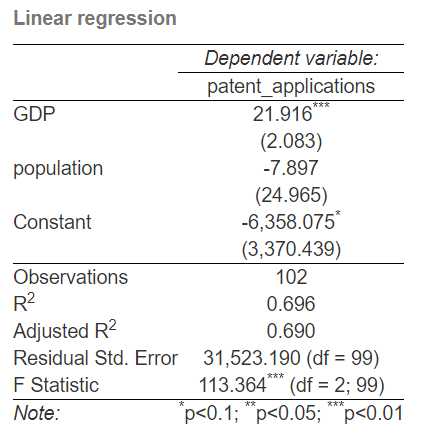 Linear regression
Dependent variable:
patent_applications
GDP 21.916***
(2.083)
population -7.897
(24.965)
Constant -6,358.075*
(3,370.439)
Observations 102
R2 0.696
Adjusted R2 0.690
Residual Std. Error 31,523.190 (df = 99)
F Statistic 113.364*** (df = 2; 99)
Note: *p<0.1; **p<0.05; ***p<0.01